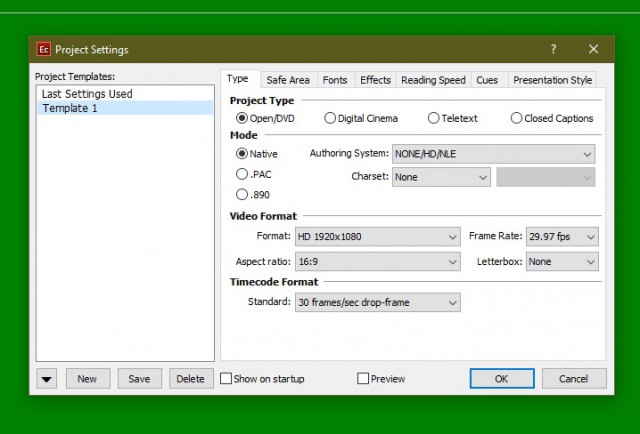 Ec Project Settings ? ×
Project Templates:
Last Settings Used
Template 1
New Save Delete
Type Safe Area Fonts Effects Reading Speed Cues Presentation Style
Project Type
Open/DVD Digital Cinema Teletext Closed Captions
Mode
Native Authoring System: NONE/HD/NLE
.PAC Charset: None
.890
Video Format
Format: HD 1920x1080 Frame Rate: 29.97 fps
Aspect ratio: 16:9 Letterbox: None
Timecode Format
Standard: 30 frames/sec drop-frame
Show on startup Preview OK Cancel